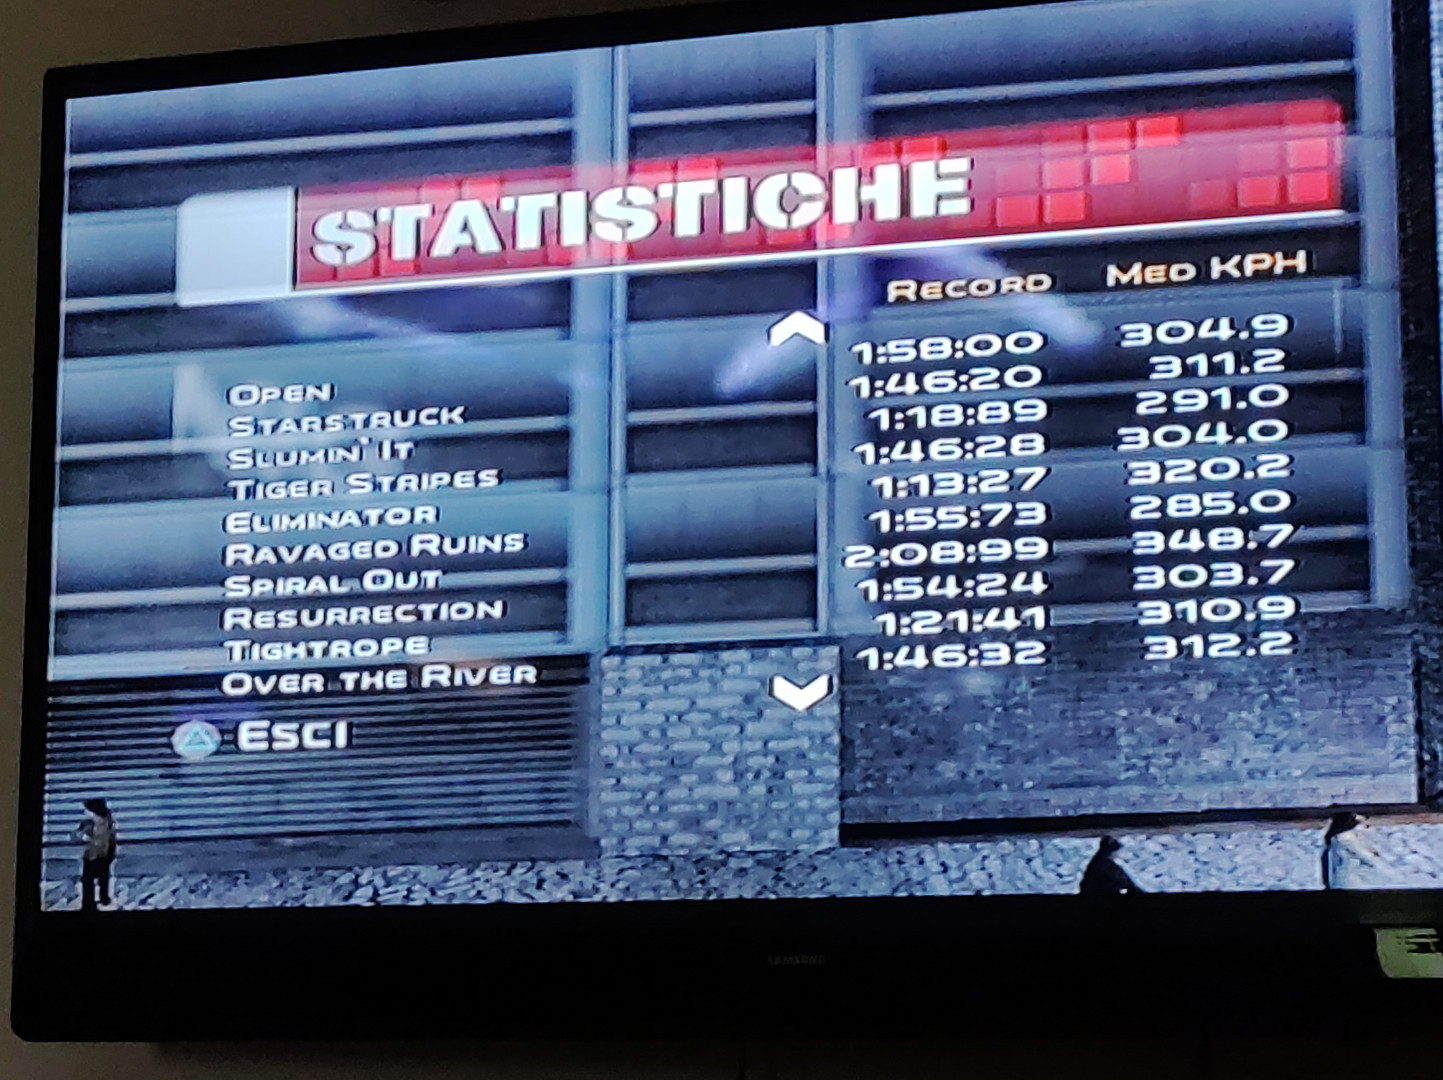 STATISTICHE
RECORD MED KPH
OPEN 1:58:00 304.9
STARSTRUCK 1:46:20 311.2
SLUMIN' IT 1:18:89 291.0
TIGER STRIPES 1:46:28 304.0
ELIMINATOR 1:13:27 320.2
RAVAGED RUINS 1:55:73 285.0
SPIRAL OUT 2:08:99 348.7
RESURRECTION 1:54:24 303.7
TIGHTROPE 1:21:41 310.9
OVER THE RIVER 1:46:32 312.2
ESCI
SAMSUNG